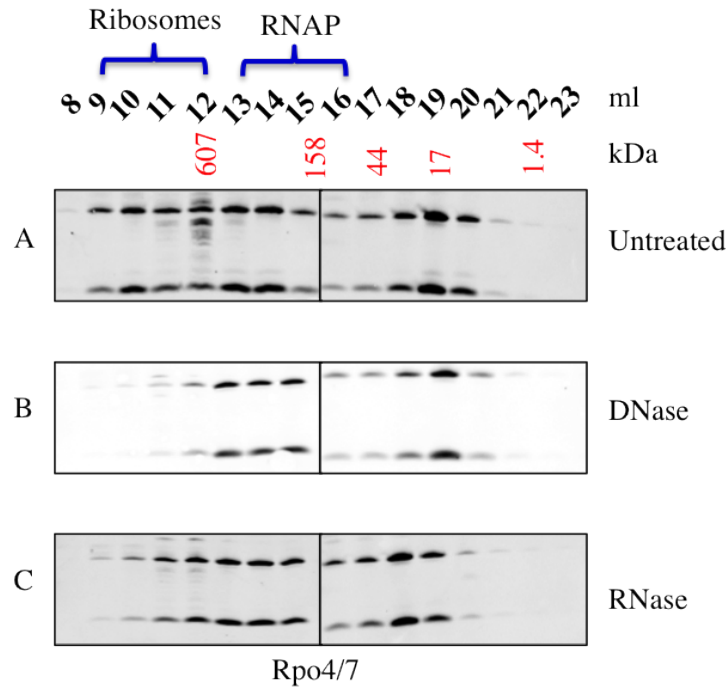 Ribosomes RNAP
8 9 10 11 12 13 14 15 16 17 18 19 20 21 22 23 ml
607 158 44 17 1.4 kDa
A Untreated
B DNase
C RNase
Rpo4/7